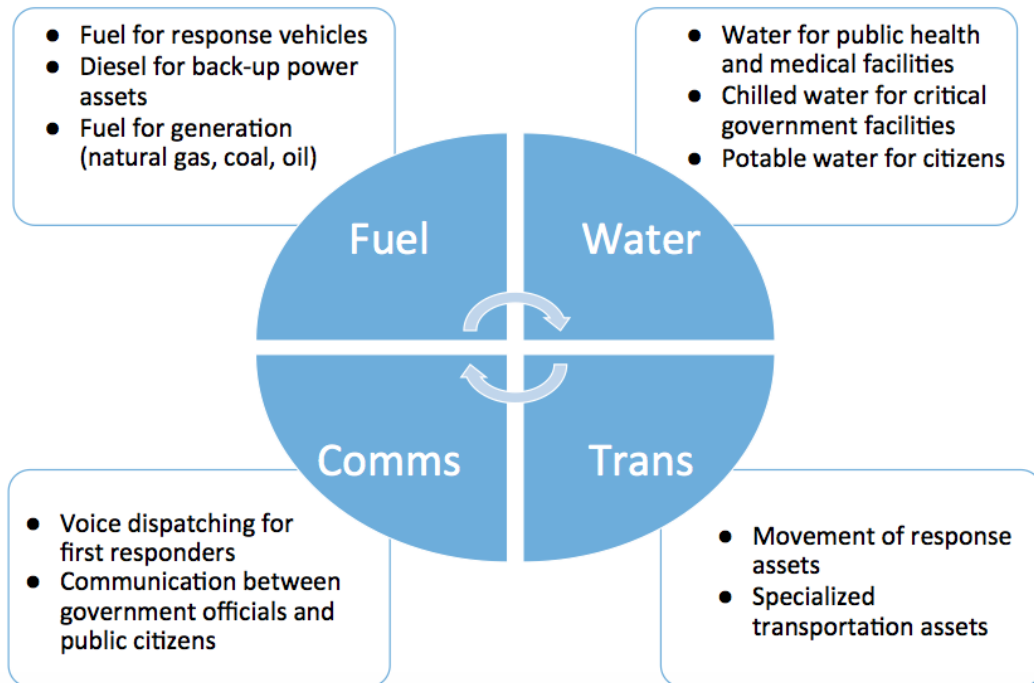 ● Fuel for response vehicles
● Diesel for back-up power
assets
● Fuel for generation
(natural gas, coal, oil)
● Water for public health
and medical facilities
● Chilled water for critical
government facilities
● Potable water for citizens
Fuel
Water
Comms
Trans
● Voice dispatching for
first responders
● Communication between
government officials and
public citizens
● Movement of response
assets
● Specialized
transportation assets